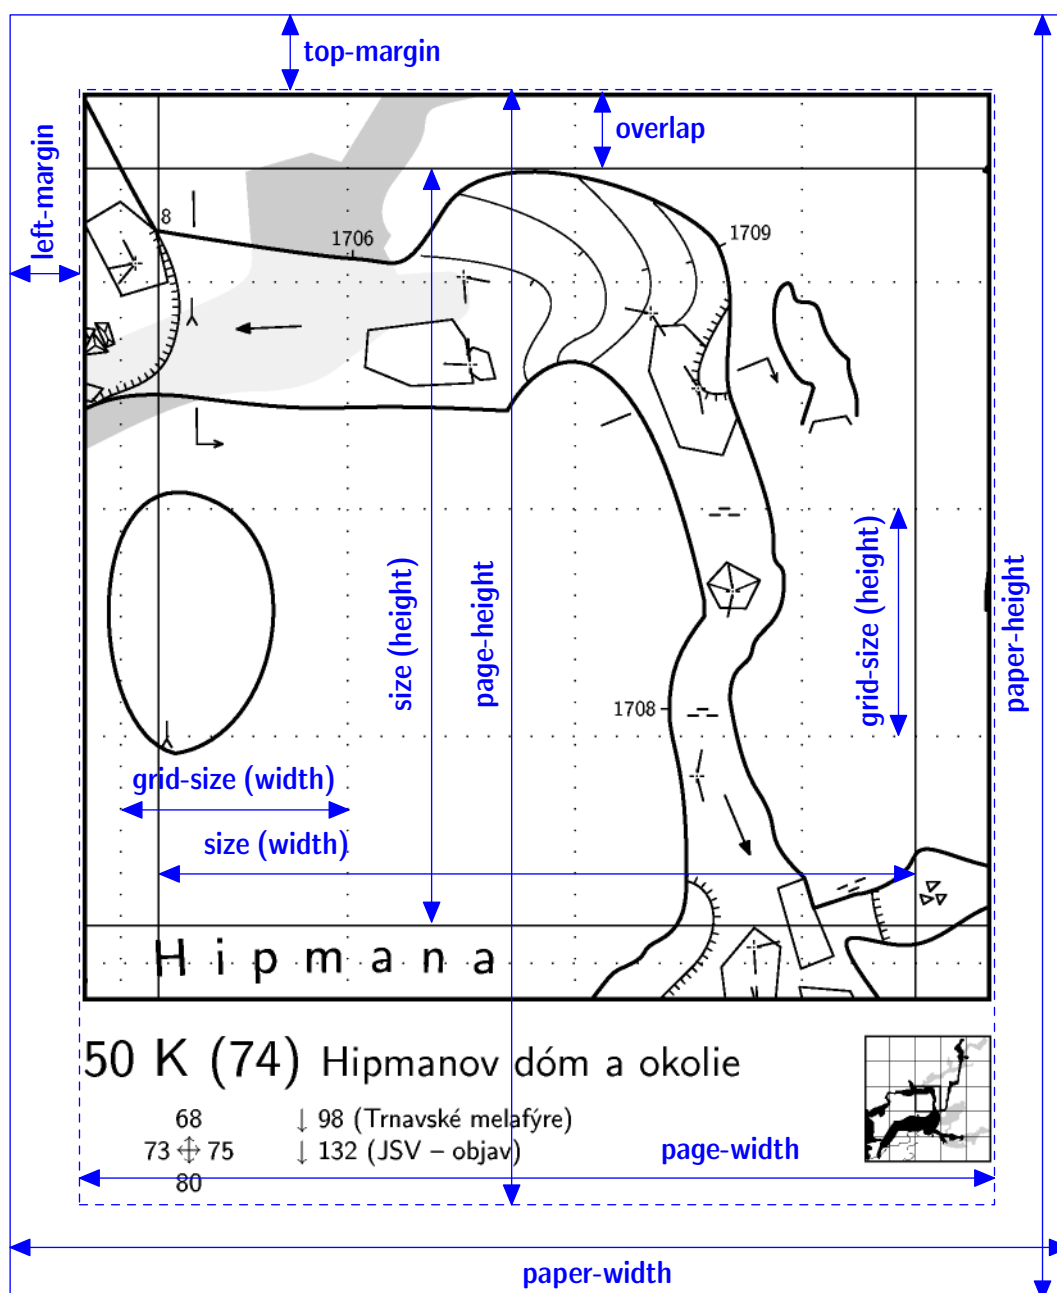 top-margin
overlap
left-margin
8
1706
1709
size (height)
page-height
grid-size (height)
paper-height
1708
grid-size (width)
size (width)
Hipmana
50 K (74) Hipmanov dóm a okolie
68
↓ 98 (Trnavské melafýre)
73 75
↓ 132 (JSV – objav)
80
page-width
paper-width